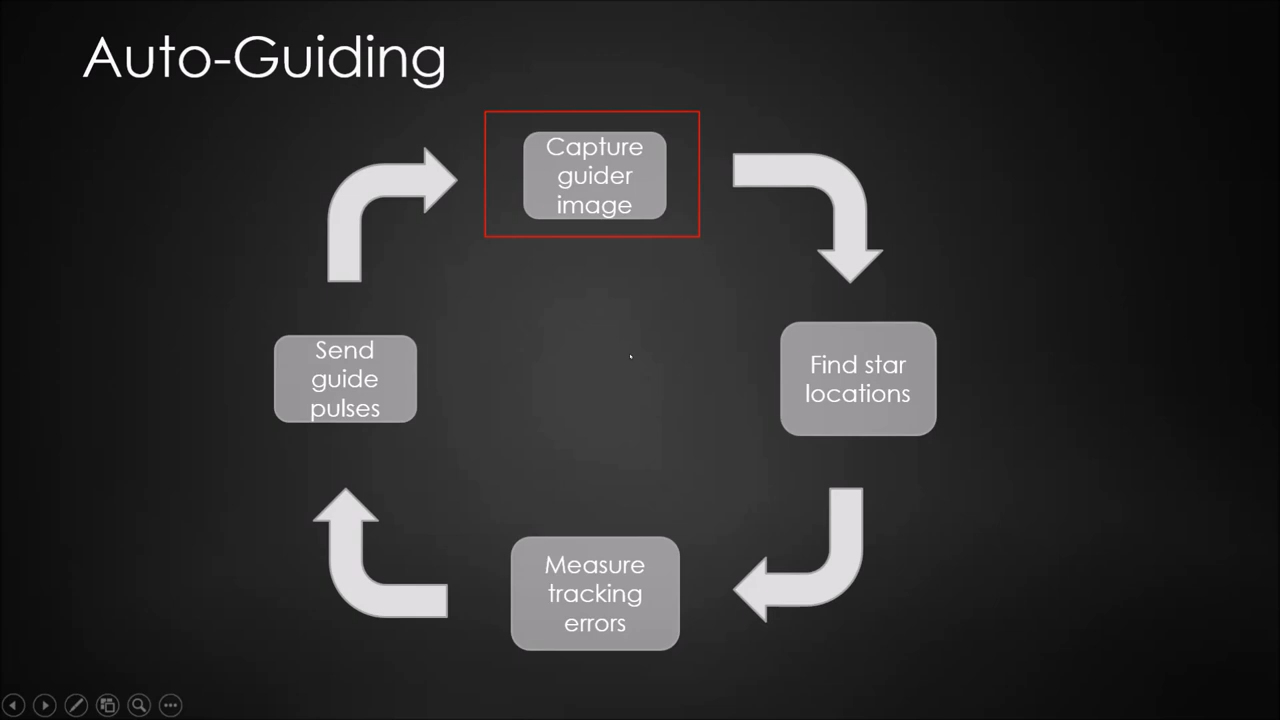 Auto-Guiding
Capture
guider
image
Find star
locations
Measure
tracking
errors
Send
guide
pulses